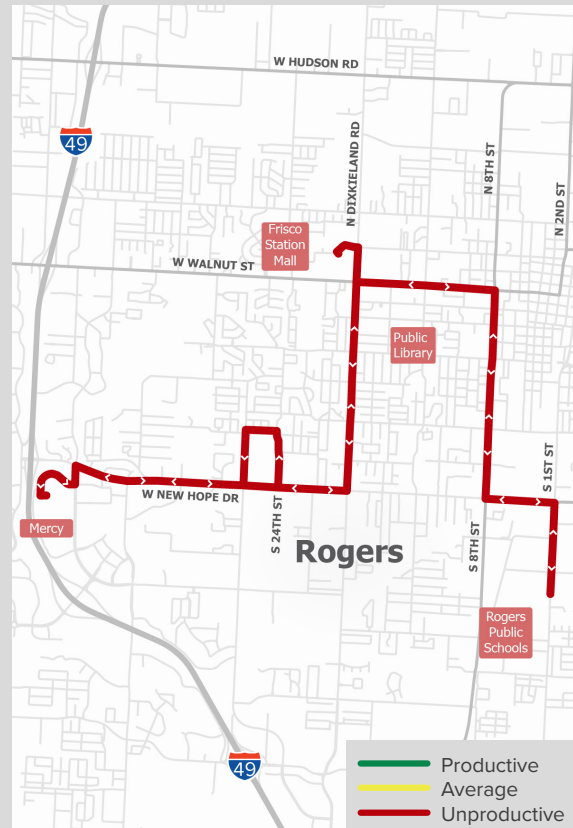 W HUDSON RD
49
N DIXKIELAND RD
N 8TH ST
N 2ND ST
Frisco
Station
Mall
W WALNUT ST
Public
Library
S 1ST ST
W NEW HOPE DR
Mercy
S 24TH ST
S 8TH ST
Rogers
Rogers
Public
Schools
49
Productive
Average
Unproductive